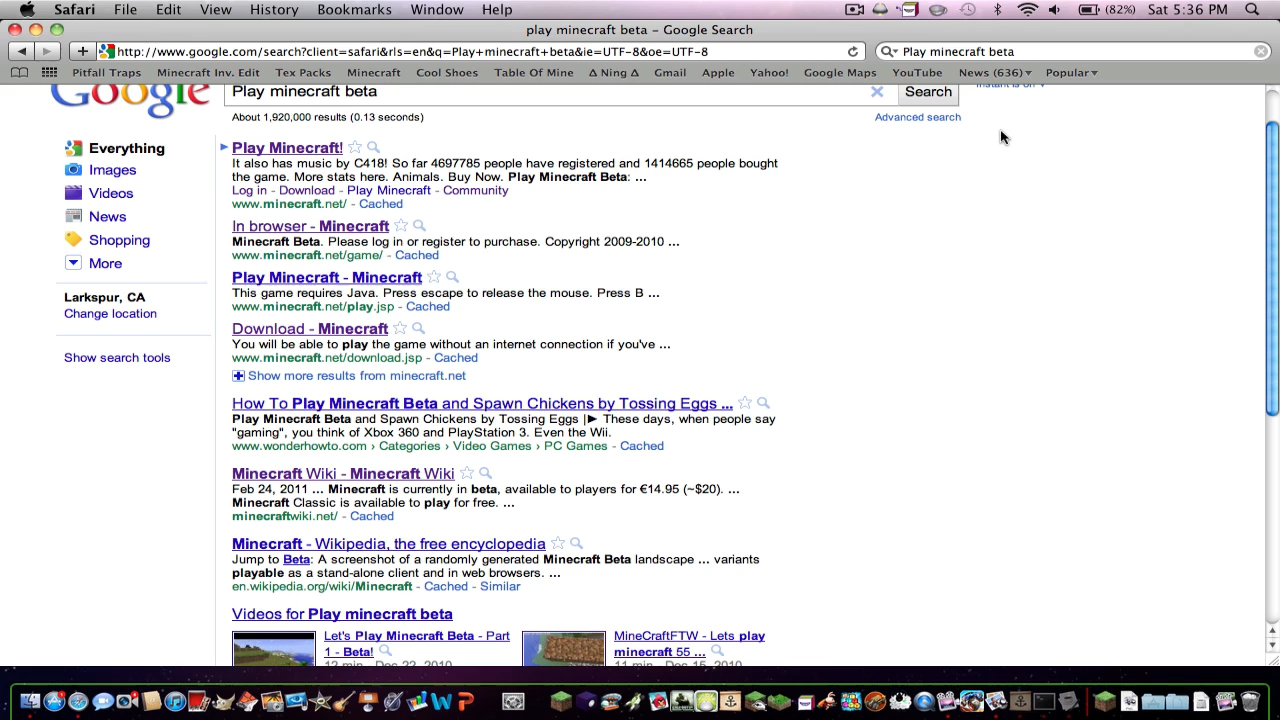 Safari File Edit View History Bookmarks Window Help (82%) Sat 5:36 PM
play minecraft beta – Google Search
http://www.google.com/search?client=safari&rls=en&q=Play+minecraft+beta&ie=UTF-8&oe=UTF-8 Play minecraft beta
Pitfall Traps Minecraft Inv. Edit Tex Packs Minecraft Cool Shoes Table Of Mine Δ Ning Δ Gmail Apple Yahoo! Google Maps YouTube News (636) Popular
Google Play minecraft beta Search Instant is on
About 1,920,000 results (0.13 seconds) Advanced search
Everything
Images
Videos
News
Shopping
More
Larkspur, CA
Change location
Show search tools
Play Minecraft!
It also has music by C418! So far 4697785 people have registered and 1414665 people bought
the game. More stats here. Animals. Buy Now. Play Minecraft Beta: ...
Log in - Download - Play Minecraft - Community
www.minecraft.net/ - Cached
In browser - Minecraft
Minecraft Beta. Please log in or register to purchase. Copyright 2009-2010 ...
www.minecraft.net/game/ - Cached
Play Minecraft - Minecraft
This game requires Java. Press escape to release the mouse. Press B ...
www.minecraft.net/play.jsp - Cached
Download - Minecraft
You will be able to play the game without an internet connection if you've ...
www.minecraft.net/download.jsp - Cached
Show more results from minecraft.net
How To Play Minecraft Beta and Spawn Chickens by Tossing Eggs ...
Play Minecraft Beta and Spawn Chickens by Tossing Eggs |► These days, when people say
"gaming", you think of Xbox 360 and PlayStation 3. Even the Wii.
www.wonderhowto.com › Categories › Video Games › PC Games - Cached
Minecraft Wiki - Minecraft Wiki
Feb 24, 2011 ... Minecraft is currently in beta, available to players for €14.95 (~$20). ...
Minecraft Classic is available to play for free. ...
minecraftwiki.net/ - Cached
Minecraft - Wikipedia, the free encyclopedia
Jump to Beta: A screenshot of a randomly generated Minecraft Beta landscape ... variants
playable as a stand-alone client and in web browsers. ...
en.wikipedia.org/wiki/Minecraft - Cached - Similar
Videos for Play minecraft beta
Let's Play Minecraft Beta - Part
1 - Beta!
12 min - Dec 22, 2010
MineCraftFTW - Lets play
minecraft 55 ...
11 min - Dec 15, 2010